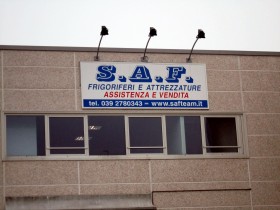 S.A.F.
FRIGORIFERI E ATTREZZATURE
ASSISTENZA E VENDITA
tel. 039 2780343 – www.safteam.it